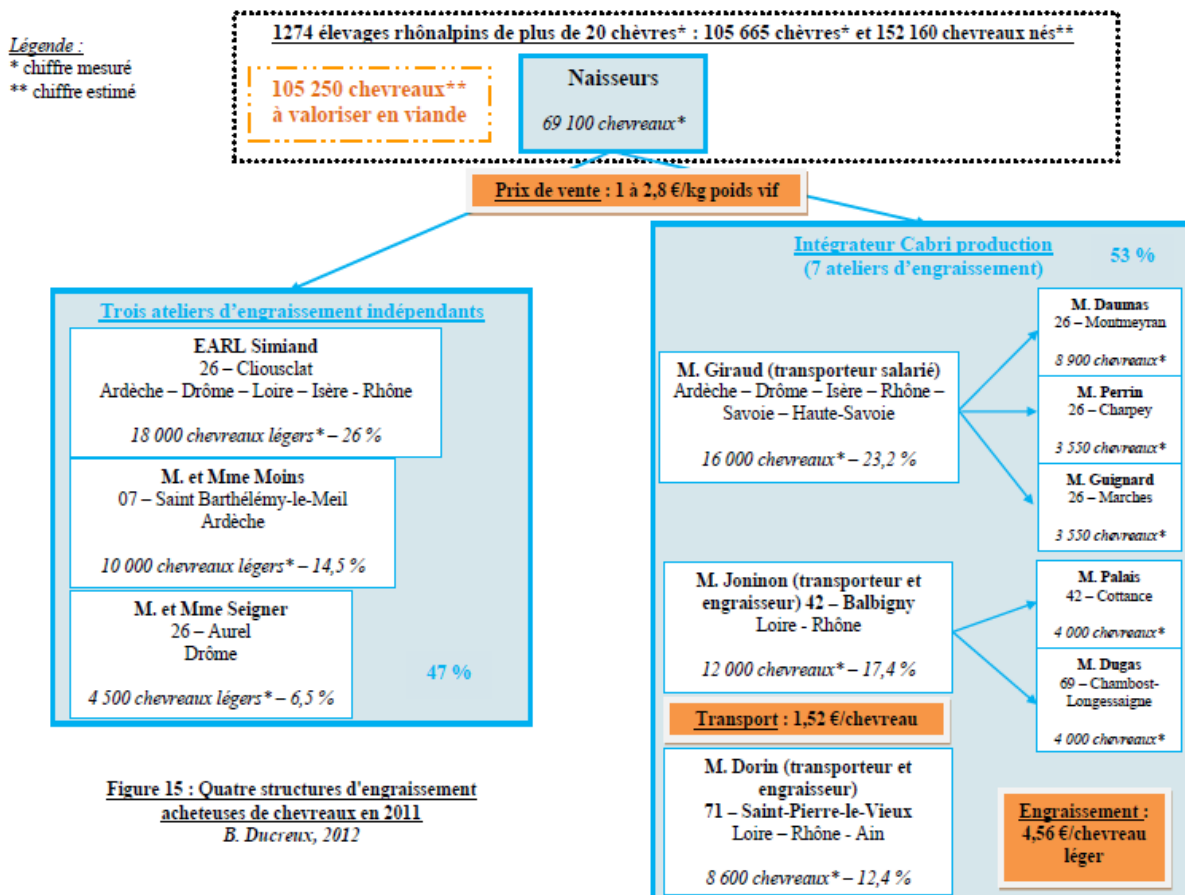 Légende :
* chiffre mesuré
** chiffre estimé
1274 élevages rhônalpins de plus de 20 chèvres* : 105 665 chèvres* et 152 160 chevreaux nés**
105 250 chevreaux**
à valoriser en viande
Naisseurs
69 100 chevreaux*
Prix de vente : 1 à 2,8 €/kg poids vif
Trois ateliers d'engraissement indépendants
EARL Simiand
26 – Cliousclat
Ardèche – Drôme – Loire – Isère - Rhône
18 000 chevreaux légers* – 26 %
M. et Mme Moins
07 – Saint Barthélémy-le-Meil
Ardèche
10 000 chevreaux légers* – 14,5 %
M. et Mme Seigner
26 – Aurel
Drôme
4 500 chevreaux légers* – 6,5 %
47 %
Intégrateur Cabri production
(7 ateliers d'engraissement)
53 %
M. Giraud (transporteur salarié)
Ardèche – Drôme – Isère – Rhône –
Savoie – Haute-Savoie
16 000 chevreaux* – 23,2 %
M. Daumas
26 – Montmeyran
8 900 chevreaux*
M. Perrin
26 – Charpey
3 550 chevreaux*
M. Guignard
26 – Marches
3 550 chevreaux*
M. Joninon (transporteur et
engraisseur) 42 – Balbigny
Loire - Rhône
12 000 chevreaux* – 17,4 %
M. Palais
42 – Cottance
4 000 chevreaux*
M. Dugas
69 – Chambost-
Longessaigne
4 000 chevreaux*
Transport : 1,52 €/chevreau
M. Dorin (transporteur et
engraisseur)
71 – Saint-Pierre-le-Vieux
Loire – Rhône - Ain
8 600 chevreaux* – 12,4 %
Engraissement :
4,56 €/chevreau
léger
Figure 15 : Quatre structures d'engraissement
acheteuses de chevreaux en 2011
B. Ducreux, 2012